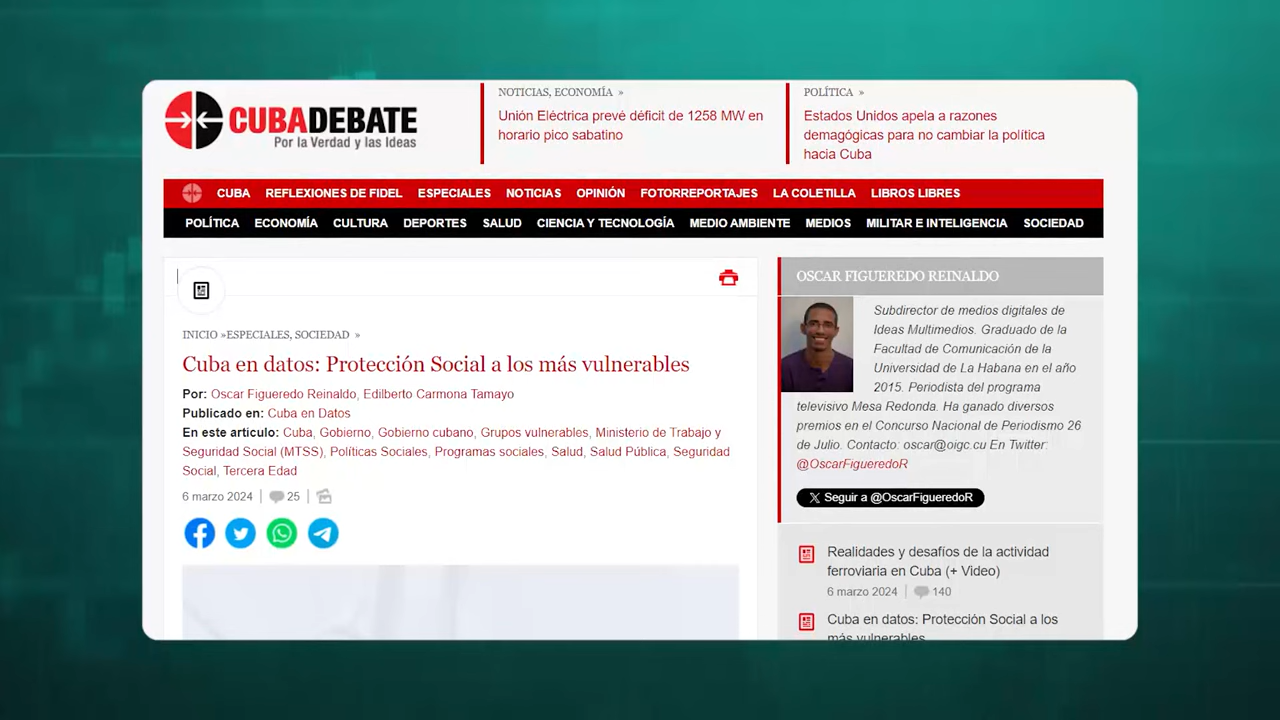 CUBADEBATE
Por la Verdad y las Ideas
NOTICIAS, ECONOMÍA »
Unión Eléctrica prevé déficit de 1258 MW en
horario pico sabatino
POLÍTICA »
Estados Unidos apela a razones
demagógicas para no cambiar la política
hacia Cuba
CUBA REFLEXIONES DE FIDEL ESPECIALES NOTICIAS OPINIÓN FOTORREPORTAJES LA COLETILLA LIBROS LIBRES
POLÍTICA ECONOMÍA CULTURA DEPORTES SALUD CIENCIA Y TECNOLOGÍA MEDIO AMBIENTE MEDIOS MILITAR E INTELIGENCIA SOCIEDAD
INICIO »ESPECIALES, SOCIEDAD »
Cuba en datos: Protección Social a los más vulnerables
Por: Oscar Figueredo Reinaldo, Edilberto Carmona Tamayo
Publicado en: Cuba en Datos
En este artículo: Cuba, Gobierno, Gobierno cubano, Grupos vulnerables, Ministerio de Trabajo y
Seguridad Social (MTSS), Políticas Sociales, Programas sociales, Salud, Salud Pública, Seguridad
Social, Tercera Edad
6 marzo 2024 | 25 |
OSCAR FIGUEREDO REINALDO
Subdirector de medios digitales de
Ideas Multimedios. Graduado de la
Facultad de Comunicación de la
Universidad de La Habana en el año
2015. Periodista del programa
televisivo Mesa Redonda. Ha ganado diversos
premios en el Concurso Nacional de Periodismo 26
de Julio. Contacto: oscar@oigc.cu En Twitter:
@OscarFigueredoR
Seguir a @OscarFigueredoR
Realidades y desafíos de la actividad
ferroviaria en Cuba (+ Video)
6 marzo 2024 | 140
Cuba en datos: Protección Social a los
más vulnerables